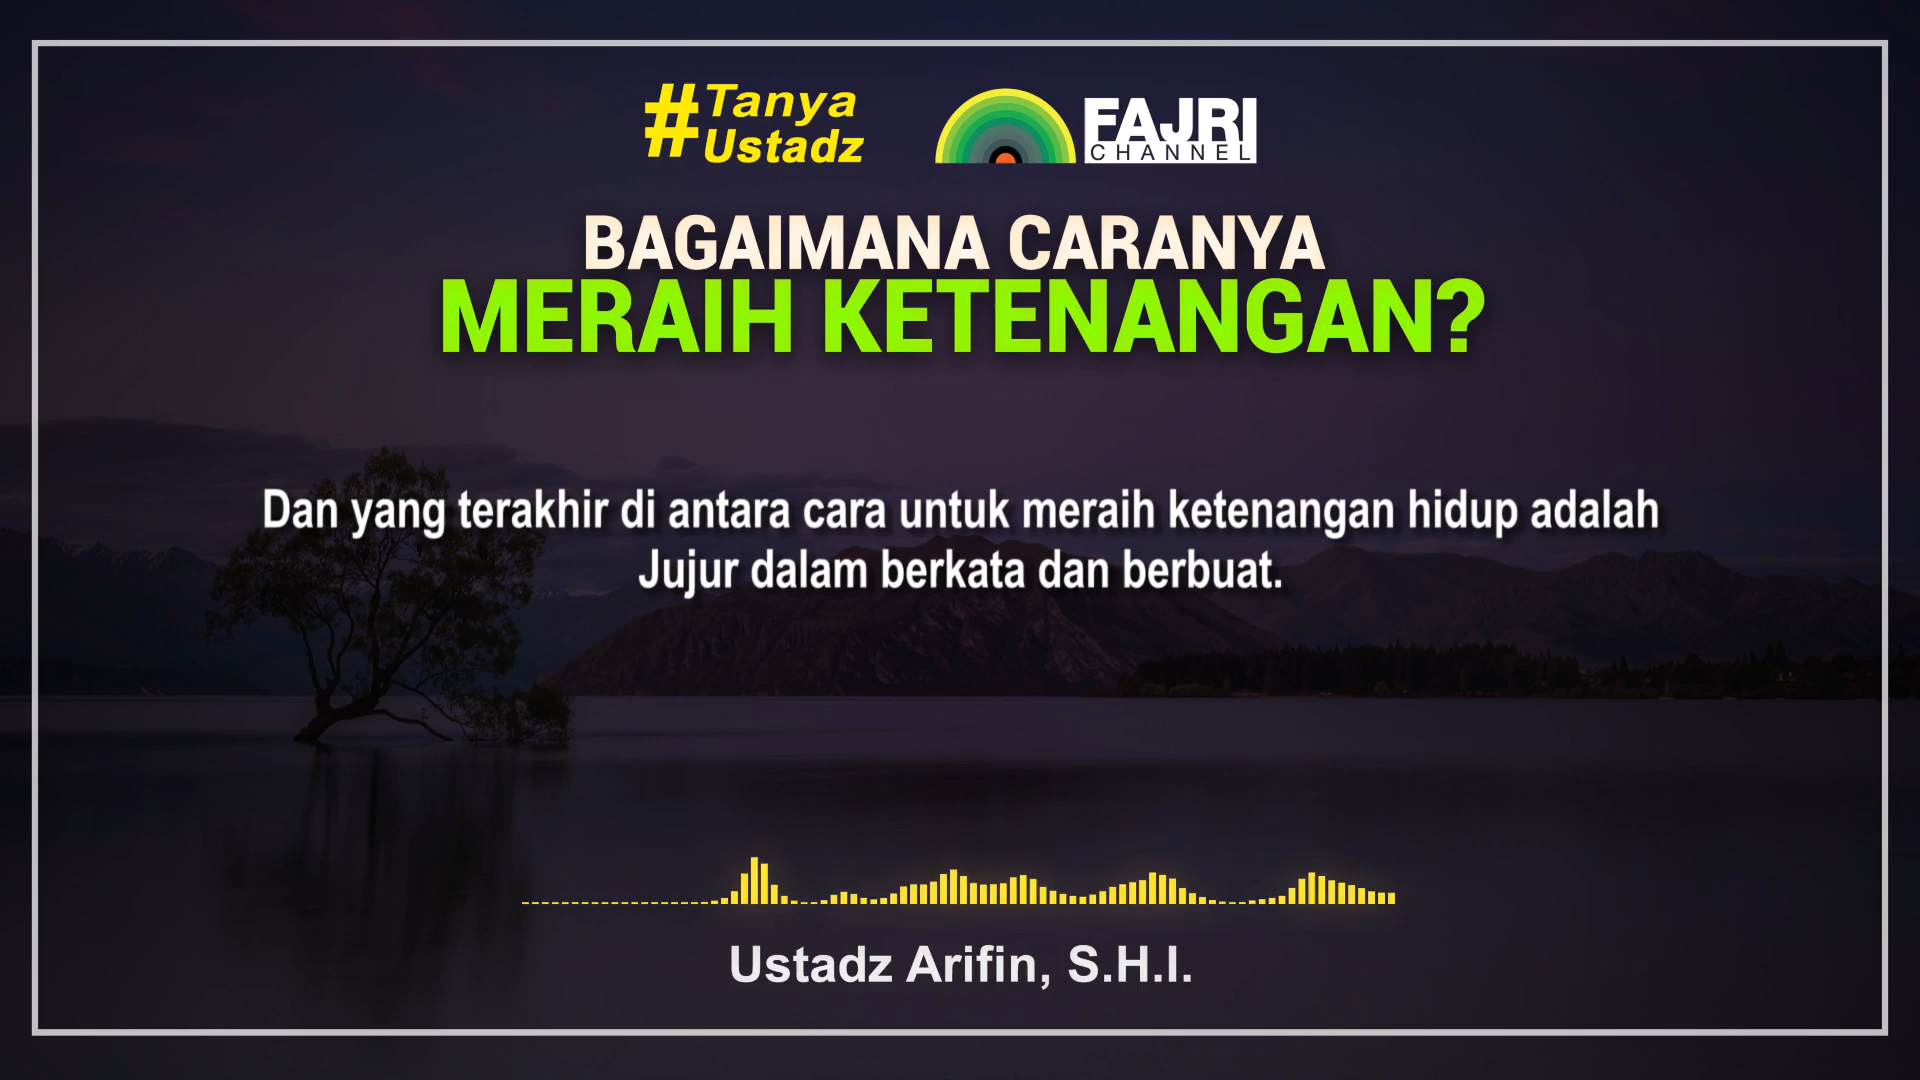 #Tanya
Ustadz
FAJRI
CHANNEL
BAGAIMANA CARANYA
MERAIH KETENANGAN?
Dan yang terakhir di antara cara untuk meraih ketenangan hidup adalah
Jujur dalam berkata dan berbuat.
Ustadz Arifin, S.H.I.